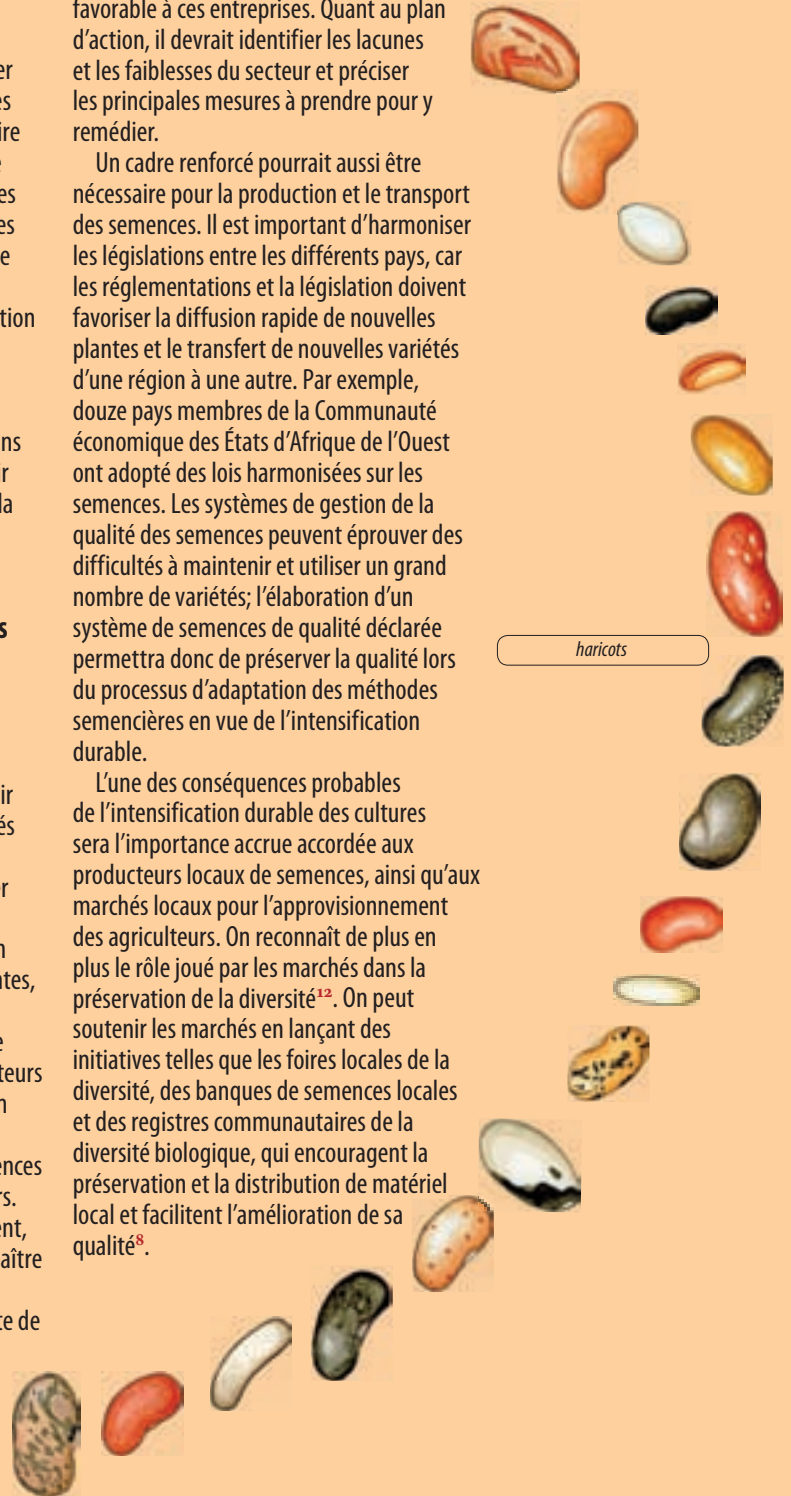 favorable à ces entreprises. Quant au plan
d’action, il devrait identifier les lacunes
et les faiblesses du secteur et préciser
les principales mesures à prendre pour y
remédier.
Un cadre renforcé pourrait aussi être
nécessaire pour la production et le transport
des semences. Il est important d’harmoniser
les législations entre les différents pays, car
les réglementations et la législation doivent
favoriser la diffusion rapide de nouvelles
plantes et le transfert de nouvelles variétés
d’une région à une autre. Par exemple,
douze pays membres de la Communauté
économique des États d’Afrique de l’Ouest
ont adopté des lois harmonisées sur les
semences. Les systèmes de gestion de la
qualité des semences peuvent éprouver des
difficultés à maintenir et utiliser un grand
nombre de variétés; l’élaboration d’un
système de semences de qualité déclarée
permettra donc de préserver la qualité lors
du processus d’adaptation des méthodes
semencières en vue de l’intensification
durable.
L’une des conséquences probables
de l’intensification durable des cultures
sera l’importance accrue accordée aux
producteurs locaux de semences, ainsi qu’aux
marchés locaux pour l’approvisionnement
des agriculteurs. On reconnaît de plus en
plus le rôle joué par les marchés dans la
préservation de la diversité¹². On peut
soutenir les marchés en lançant des
initiatives telles que les foires locales de la
diversité, des banques de semences locales
et des registres communautaires de la
diversité biologique, qui encouragent la
préservation et la distribution de matériel
local et facilitent l’amélioration de sa
qualité⁸.
haricots